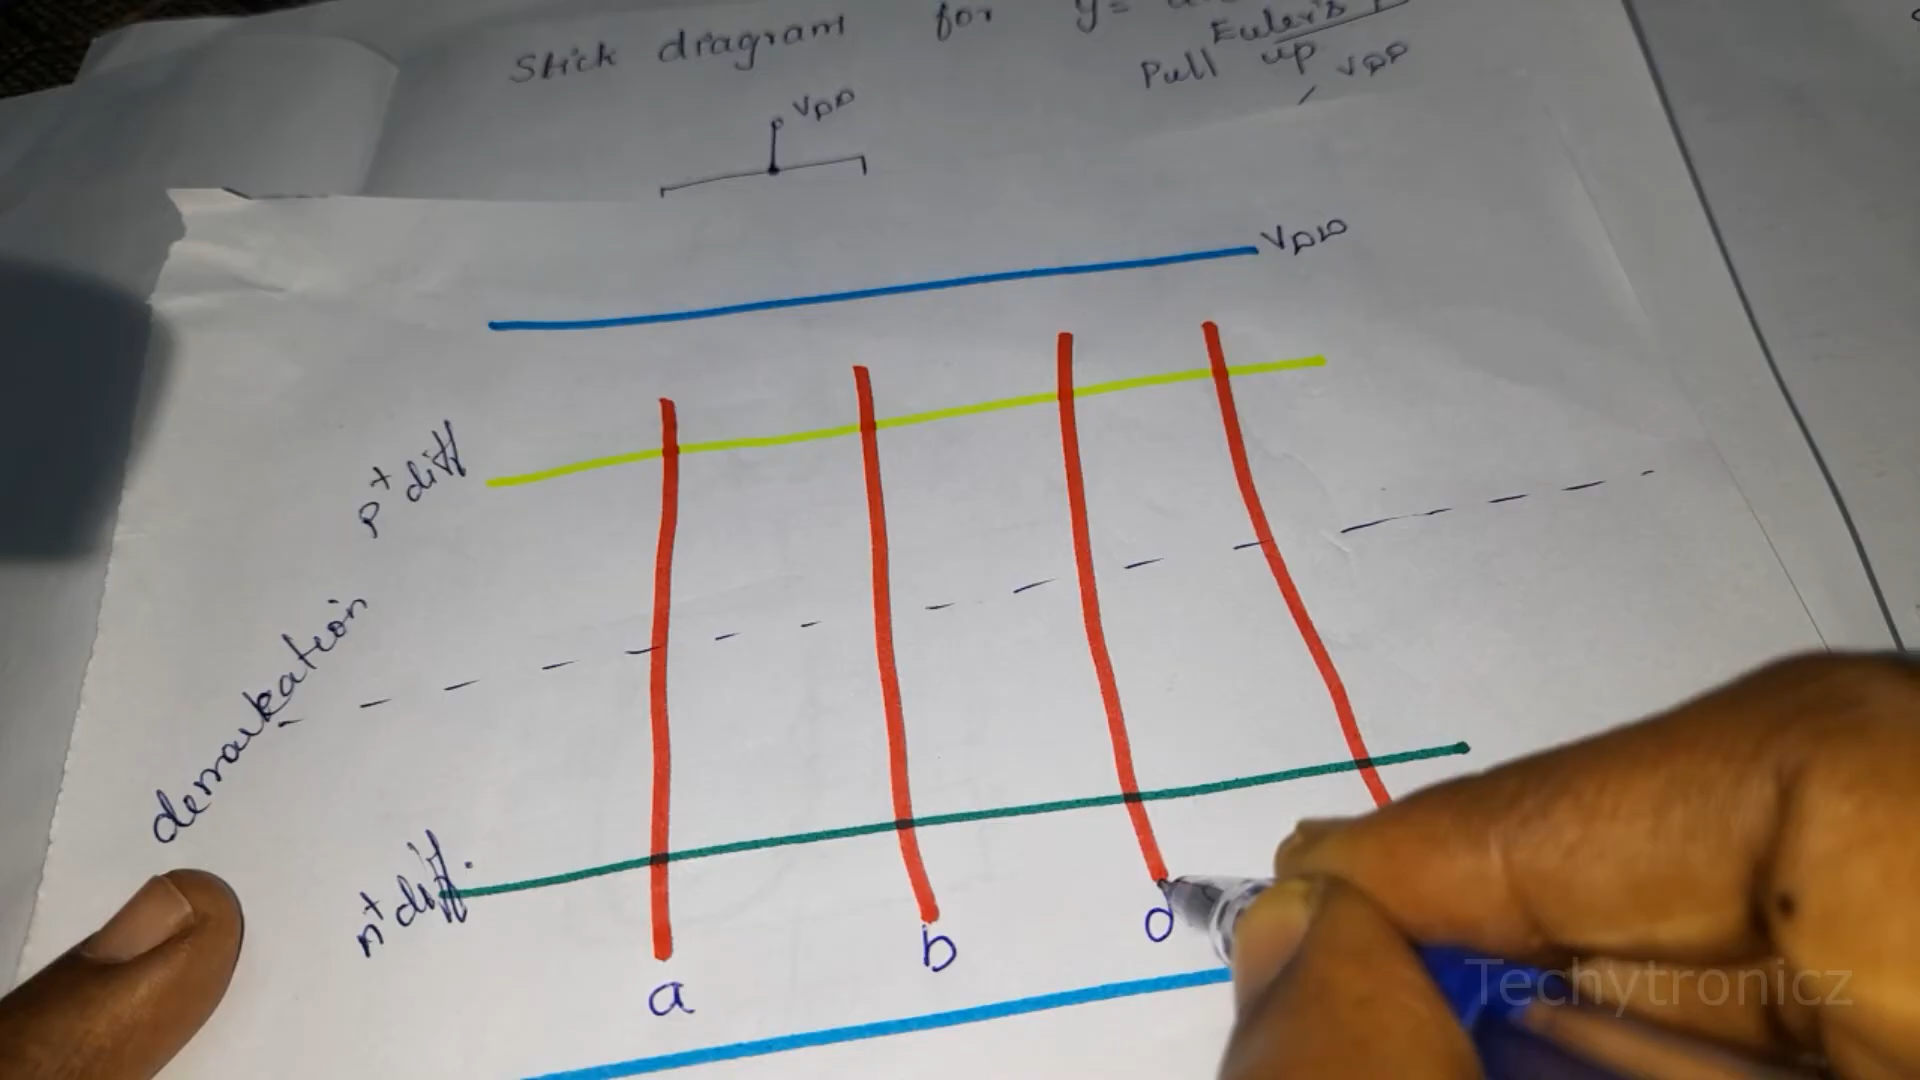 Stick diagram for y=
Euler's
Pull up VDD
VDD
VDD
p+ diff
demarkation
n+ diff.
a b d
Techytronicz